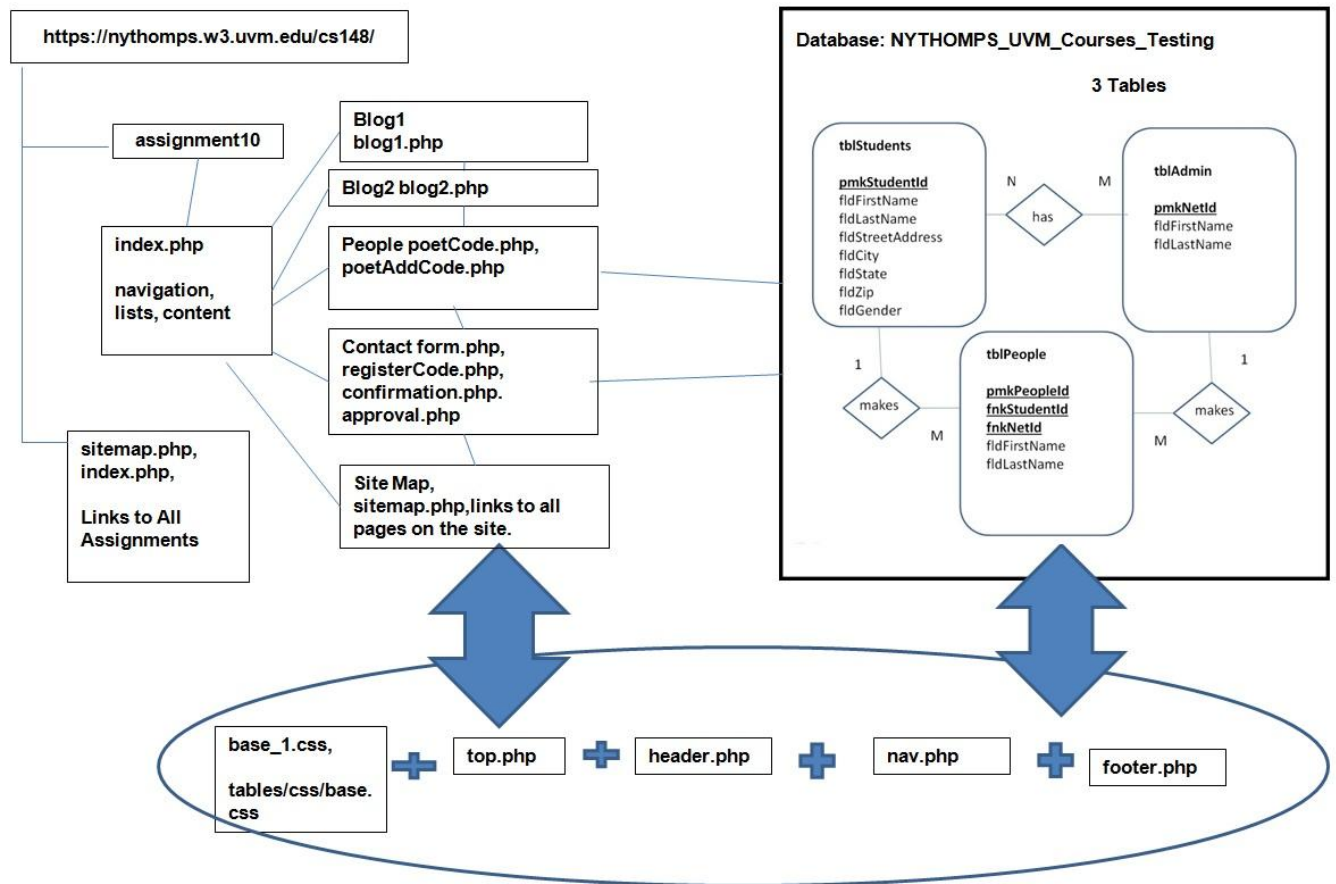 https://nythomps.w3.uvm.edu/cs148/
assignment10
index.php
navigation,
lists, content
sitemap.php,
index.php,
Links to All
Assignments
Blog1
blog1.php
Blog2 blog2.php
People poetCode.php,
poetAddCode.php
Contact form.php,
registerCode.php,
confirmation.php.
approval.php
Site Map,
sitemap.php,links to all
pages on the site.
Database: NYTHOMPS_UVM_Courses_Testing
3 Tables
tblStudents
pmkStudentId
fldFirstName
fldLastName
fldStreetAddress
fldCity
fldState
fldZip
fldGender
N
has
M
tblAdmin
pmkNetId
fldFirstName
fldLastName
1
makes
M
tblPeople
pmkPeopleId
fnkStudentId
fnkNetId
fldFirstName
fldLastName
1
makes
M
base_1.css,
tables/css/base.
css
top.php
header.php
nav.php
footer.php